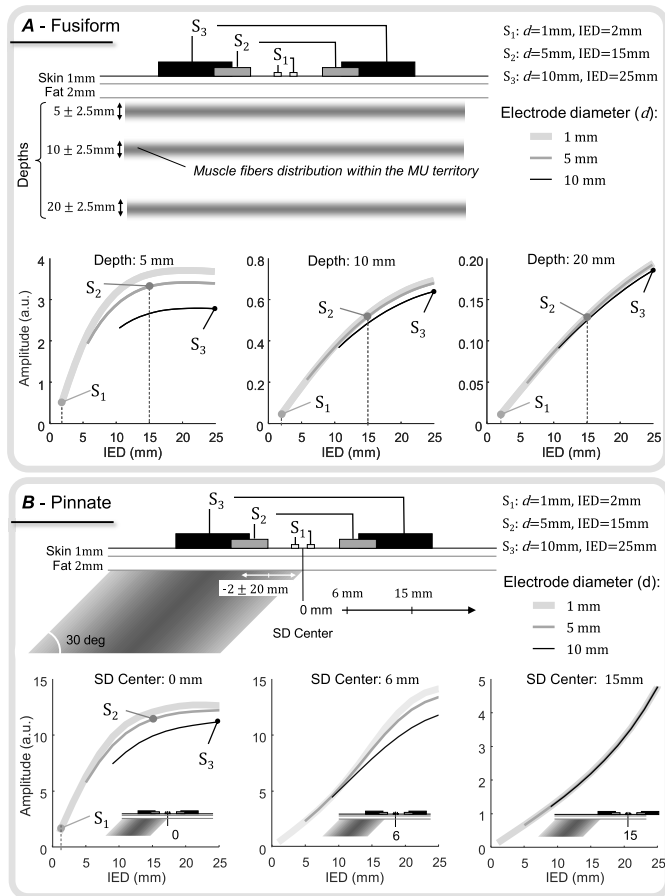 A - Fusiform
S₃
S₂
S₁
S₁: d=1mm, IED=2mm
S₂: d=5mm, IED=15mm
S₃: d=10mm, IED=25mm
Skin 1mm
Fat 2mm
Depths
5 ± 2.5mm
10 ± 2.5mm
20 ± 2.5mm
Muscle fibers distribution within the MU territory
Electrode diameter (d):
1 mm
5 mm
10 mm
Depth: 5 mm
Amplitude (a.u.)
4
3
2
1
0
S₂
S₃
S₁
0 5 10 15 20 25
IED (mm)
Depth: 10 mm
0.8
0.6
0.4
0.2
0
S₂
S₃
S₁
0 5 10 15 20 25
IED (mm)
Depth: 20 mm
0.20
0.15
0.10
0.05
0
S₂
S₃
S₁
0 5 10 15 20 25
IED (mm)
B - Pinnate
S₃
S₂
S₁
S₁: d=1mm, IED=2mm
S₂: d=5mm, IED=15mm
S₃: d=10mm, IED=25mm
Skin 1mm
Fat 2mm
-2 ± 20 mm
0 mm
6 mm
15 mm
SD Center
30 deg
Electrode diameter (d):
1 mm
5 mm
10 mm
SD Center: 0 mm
Amplitude (a.u.)
15
10
5
0
S₂
S₃
S₁
0
0 5 10 15 20 25
IED (mm)
SD Center: 6 mm
15
10
5
0
6
0 5 10 15 20 25
IED (mm)
SD Center: 15mm
5
4
3
2
1
0
15
0 5 10 15 20 25
IED (mm)